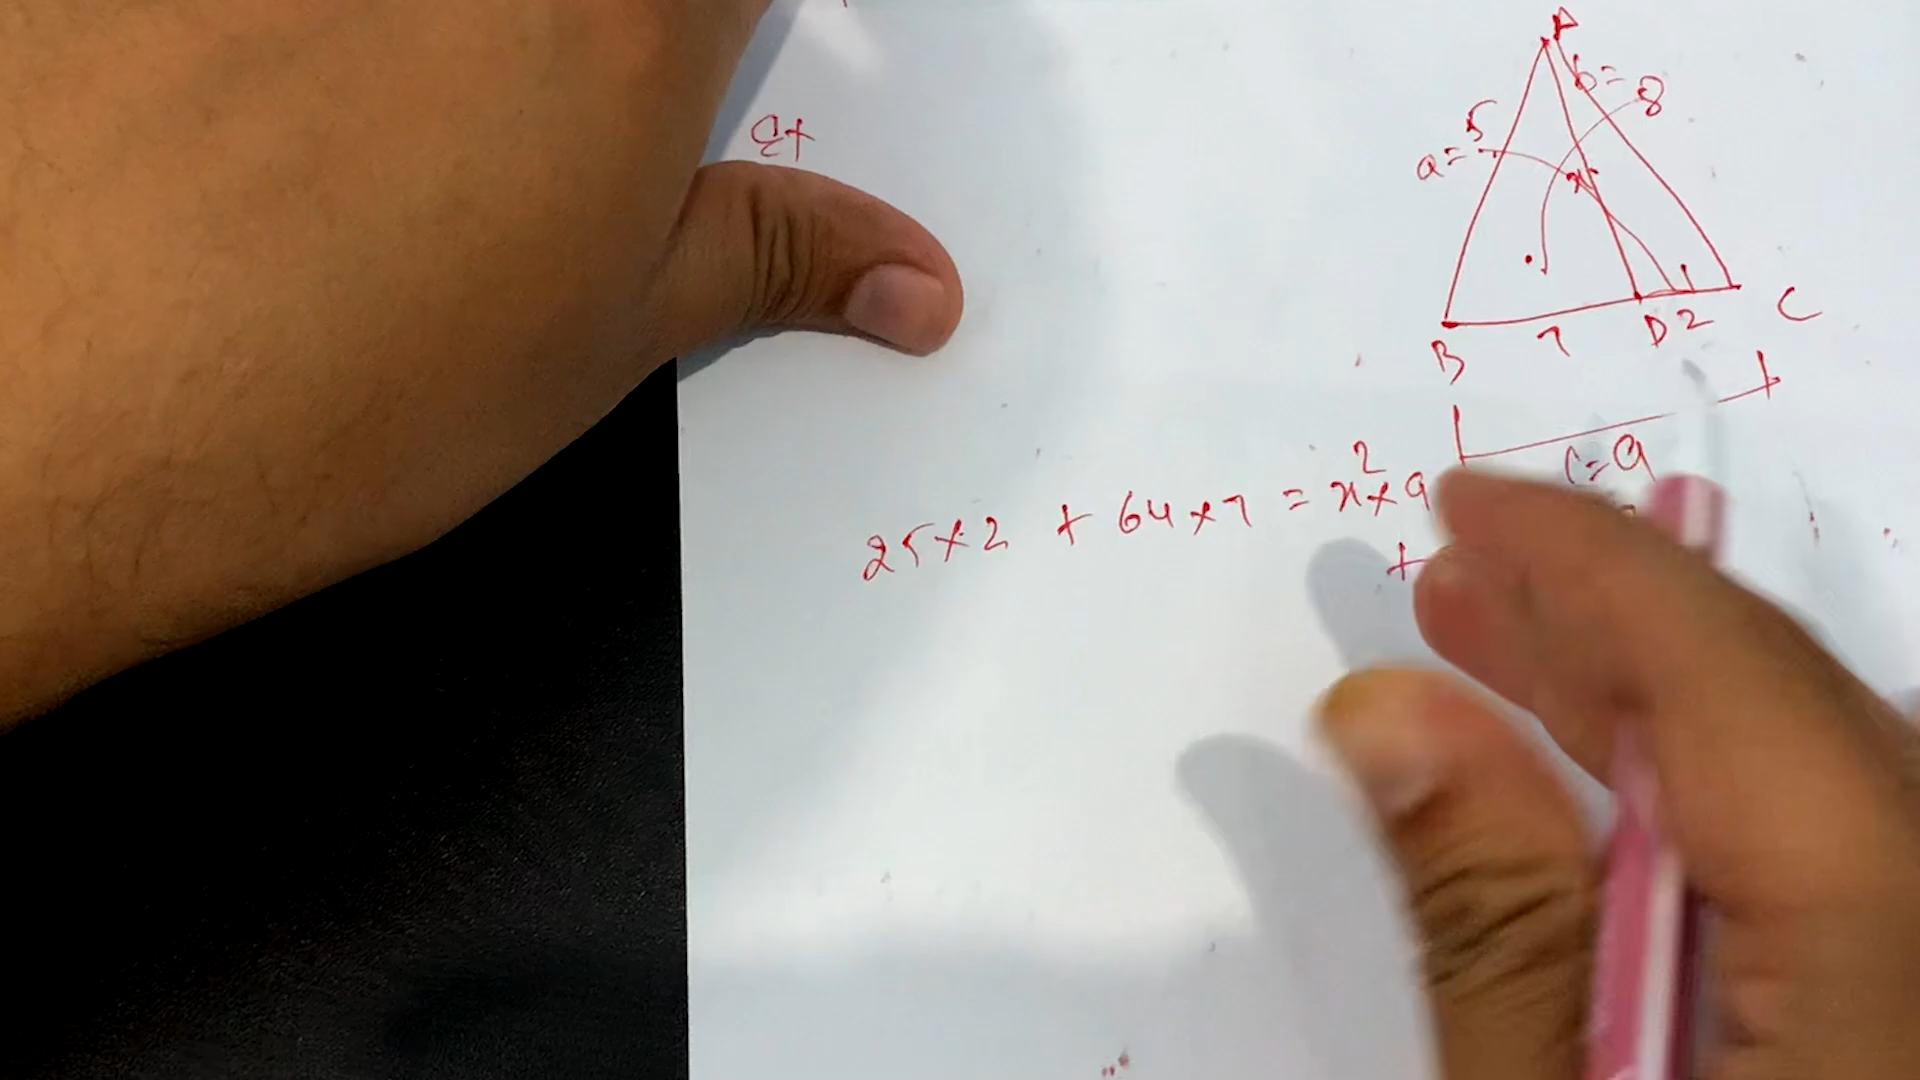 A
b = 8
a = 5
x
B 7 D 2 C
c = 9
25 × 2 + 64 × 7 = x² × 9
+